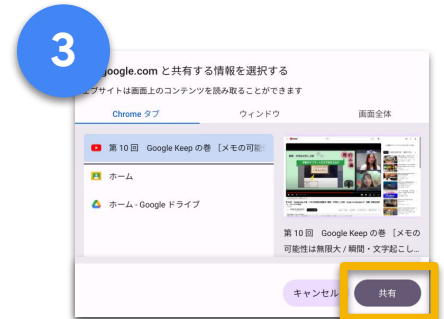 3
google.com と共有する情報を選択する
ェブサイトは画面上のコンテンツを読み取ることができます
Chrome タブ
ウィンドウ
画面全体
第 10 回 Google Keep の巻 [メモの可能
ホーム
ホーム - Google ドライブ
第 10 回 Google Keep の巻 [メモの
可能性は無限大 / 瞬間・文字起こし...
キャンセル
共有